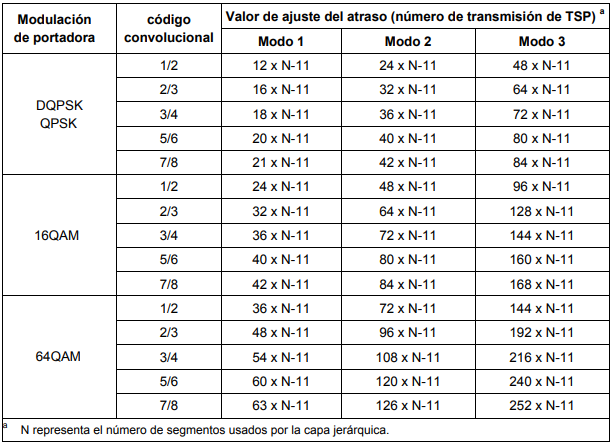 Modulación de portadora código convolucional Valor de ajuste del atraso (número de transmisión de TSP) a
Modo 1 Modo 2 Modo 3
DQPSK QPSK 1/2 12 x N-11 24 x N-11 48 x N-11
2/3 16 x N-11 32 x N-11 64 x N-11
3/4 18 x N-11 36 x N-11 72 x N-11
5/6 20 x N-11 40 x N-11 80 x N-11
7/8 21 x N-11 42 x N-11 84 x N-11
16QAM 1/2 24 x N-11 48 x N-11 96 x N-11
2/3 32 x N-11 64 x N-11 128 x N-11
3/4 36 x N-11 72 x N-11 144 x N-11
5/6 40 x N-11 80 x N-11 160 x N-11
7/8 42 x N-11 84 x N-11 168 x N-11
64QAM 1/2 36 x N-11 72 x N-11 144 x N-11
2/3 48 x N-11 96 x N-11 192 x N-11
3/4 54 x N-11 108 x N-11 216 x N-11
5/6 60 x N-11 120 x N-11 240 x N-11
7/8 63 x N-11 126 x N-11 252 x N-11
a N representa el número de segmentos usados por la capa jerárquica.